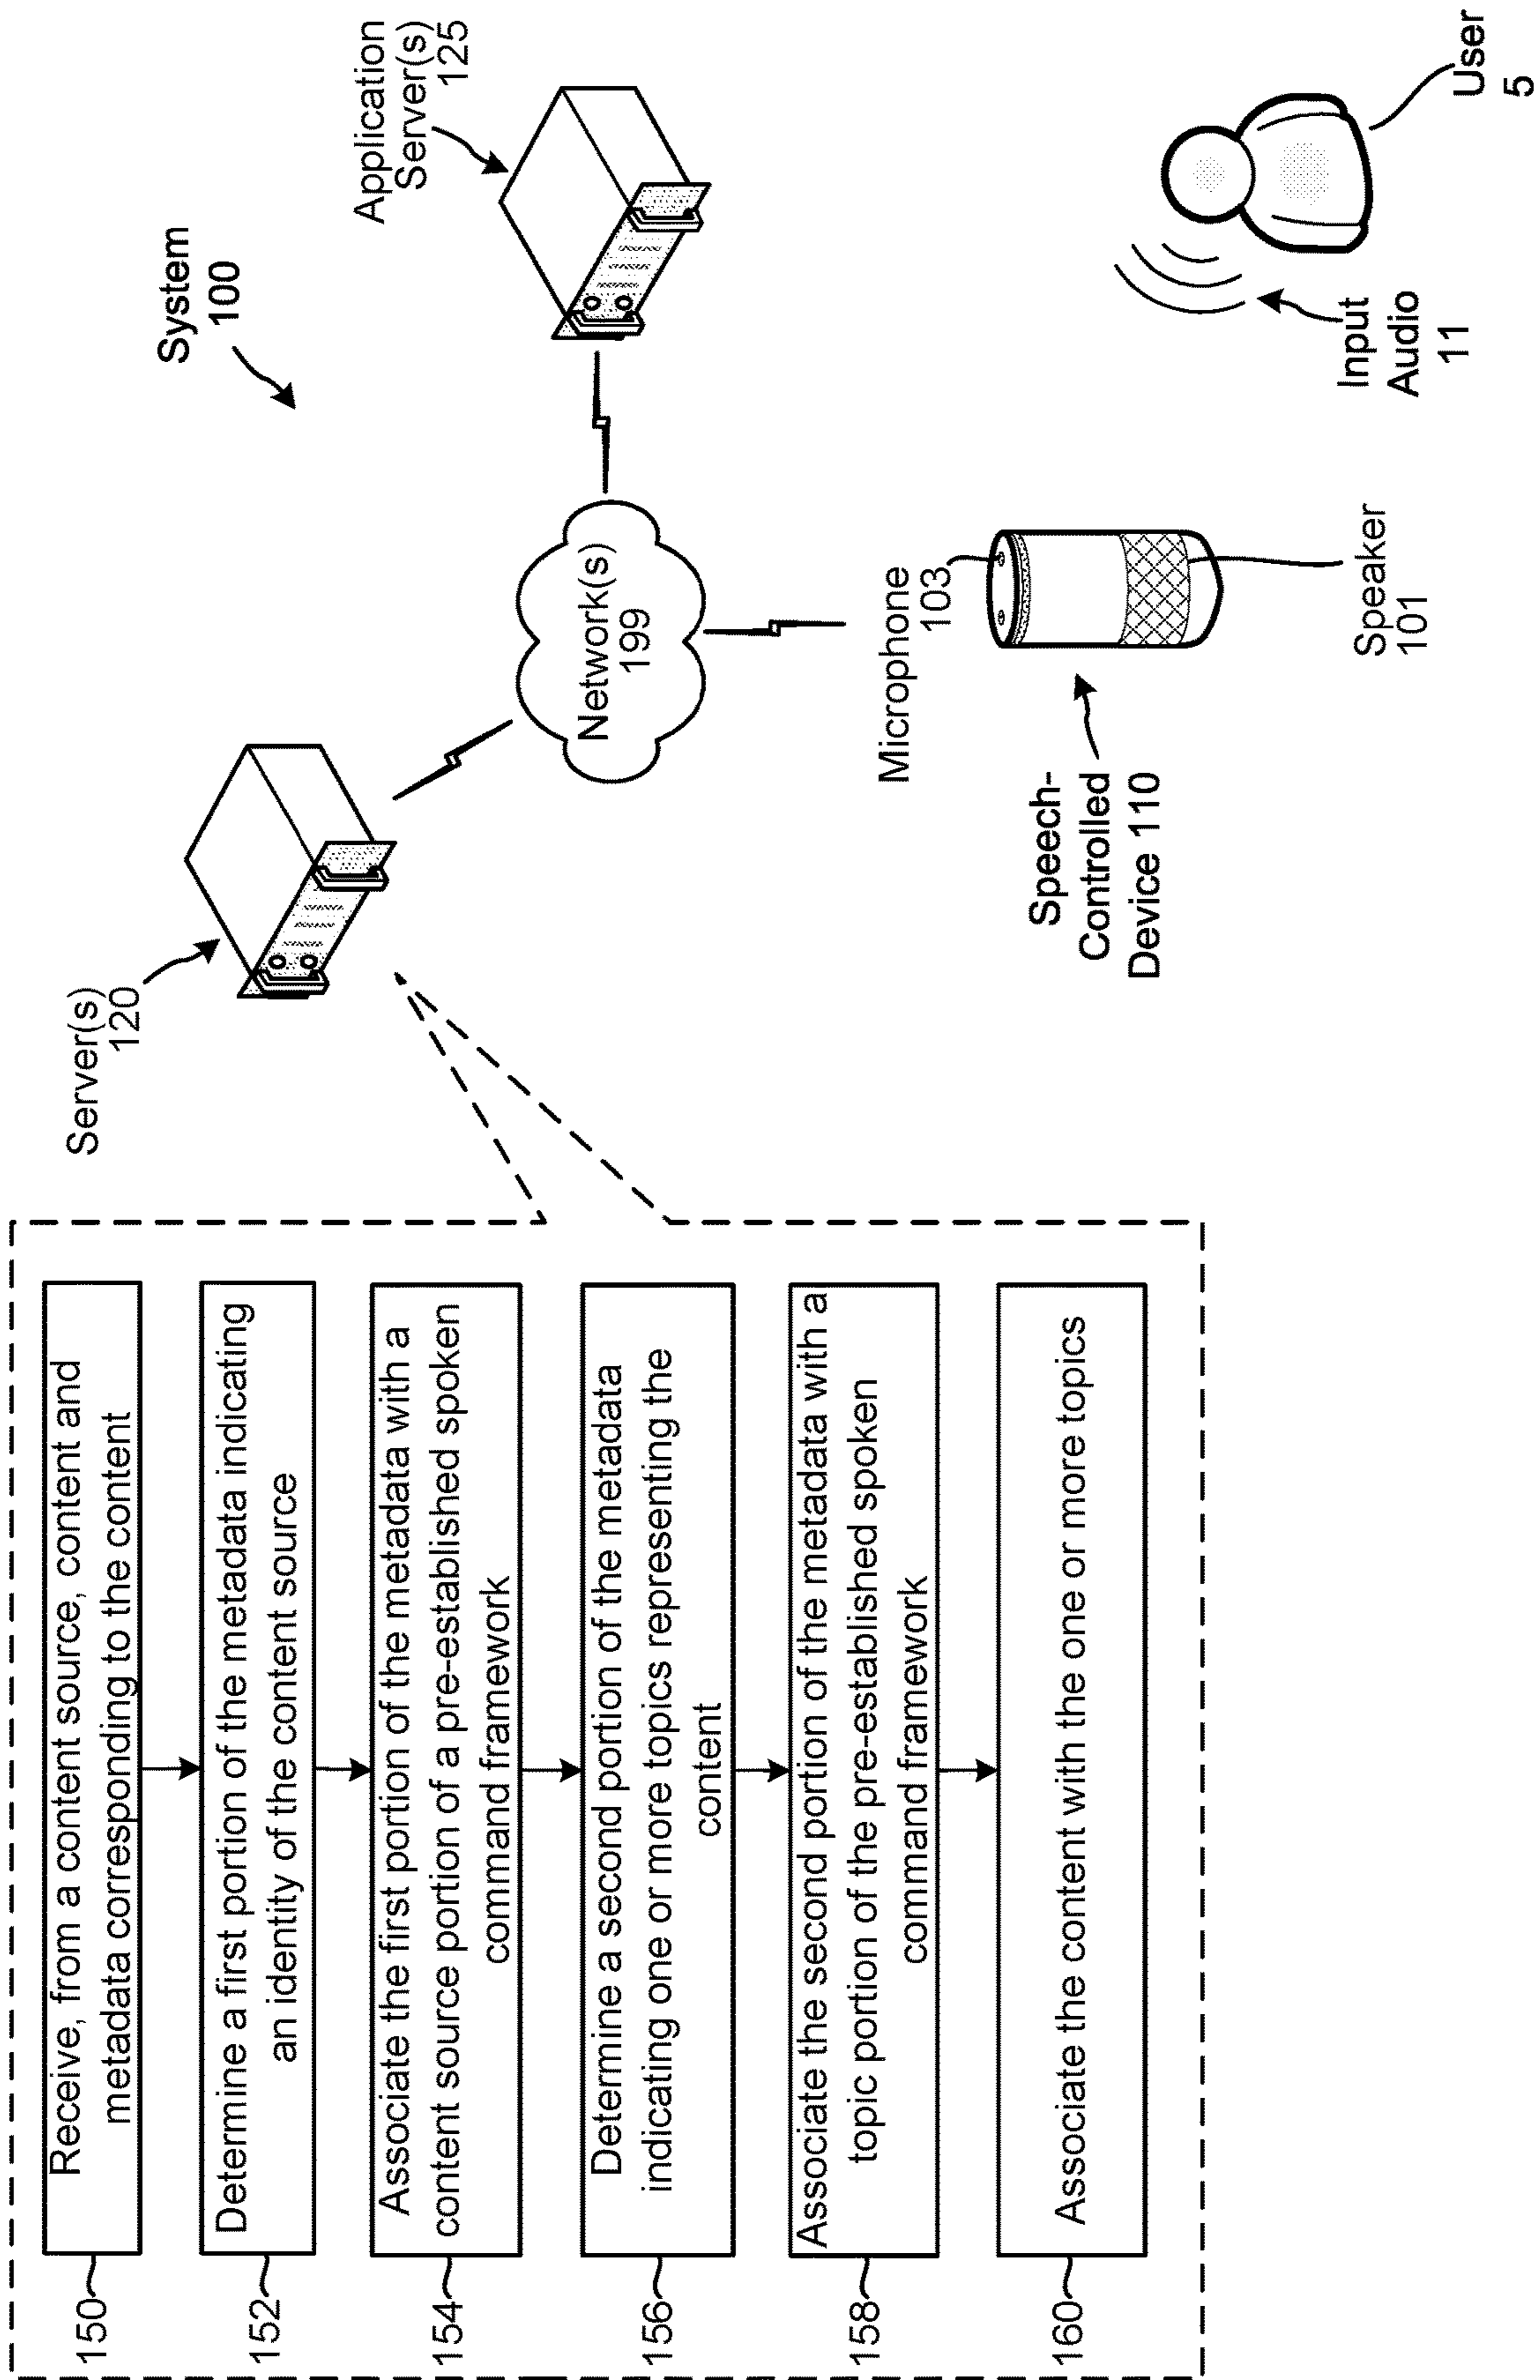 System
100
Server(s)
120
Application
Server(s)
125
Network(s)
199
Microphone
103
Speech-
Controlled
Device 110
Speaker
101
Input
Audio
11
User
5
150
Receive, from a content source, content and
metadata corresponding to the content
152
Determine a first portion of the metadata indicating
an identity of the content source
154
Associate the first portion of the metadata with a
content source portion of a pre-established spoken
command framework
156
Determine a second portion of the metadata
indicating one or more topics representing the
content
158
Associate the second portion of the metadata with a
topic portion of the pre-established spoken
command framework
160
Associate the content with the one or more topics